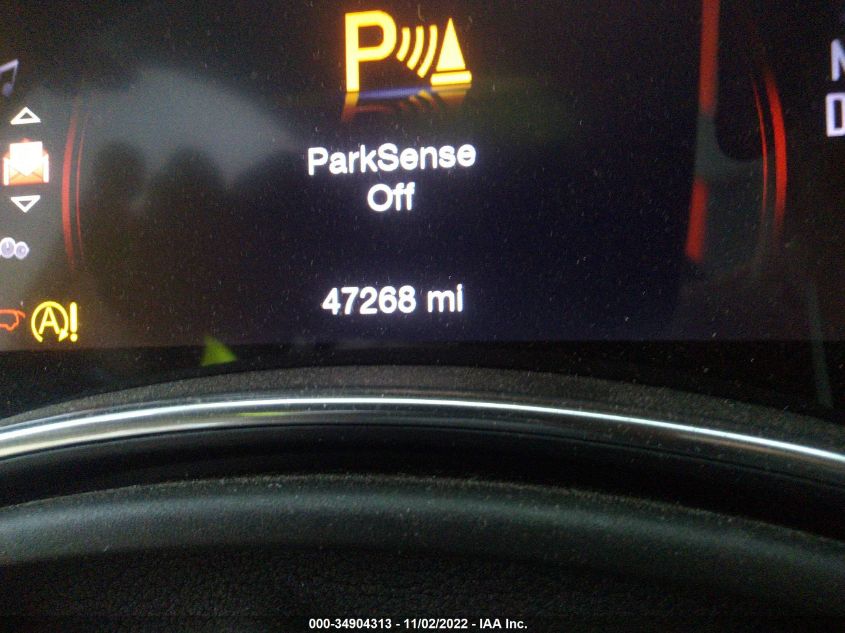 P
ParkSense
Off
47268 mi
A!
000-34904313 - 11/02/2022 - IAA Inc.